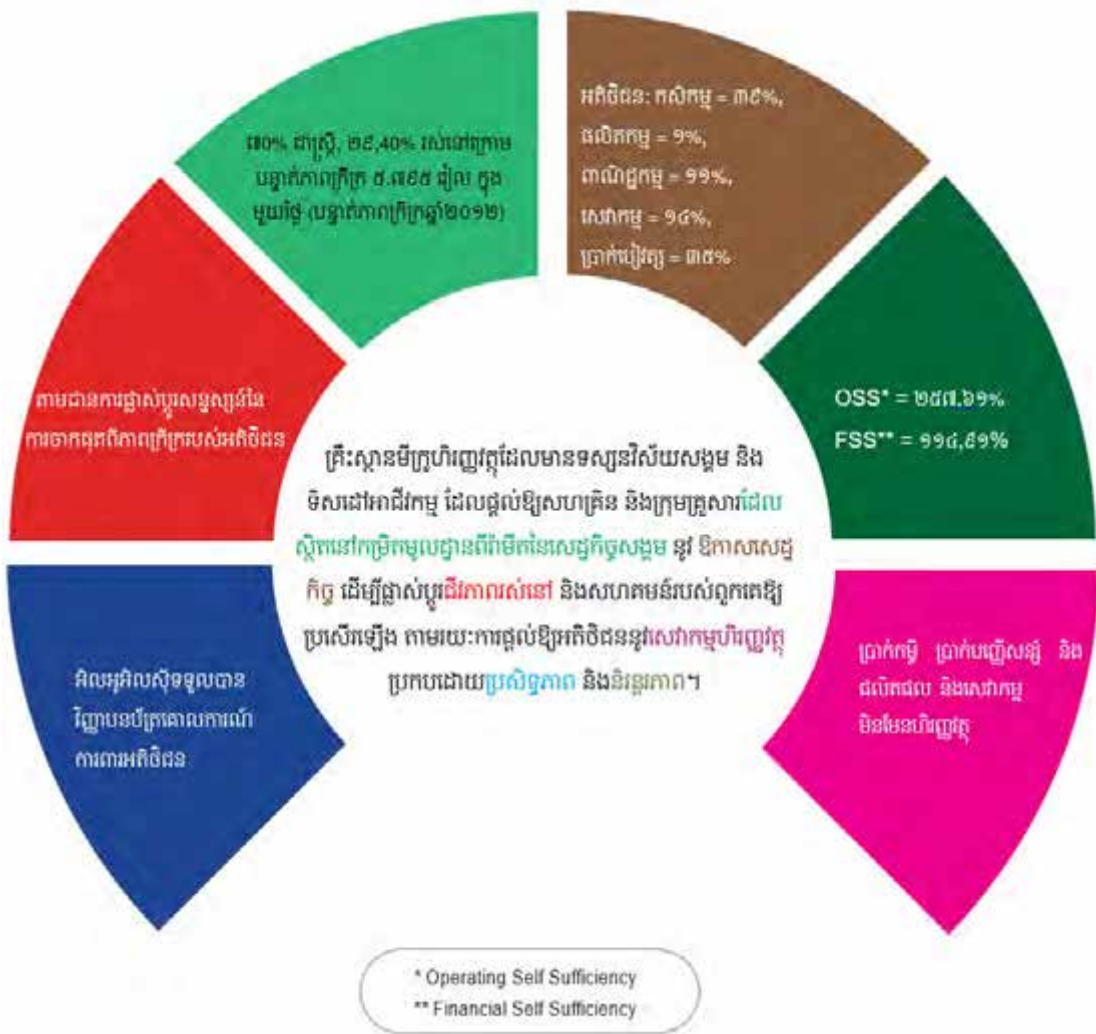 ៧០% ជាស្ត្រី, ២៩,៤០% រស់នៅក្រោម
បន្ទាត់ភាពក្រីក្រ ៥.៧៩៥ រៀល ក្នុង
មួយថ្ងៃ (បន្ទាត់ភាពក្រីក្រឆ្នាំ២០១២)
អតិថិជន: កសិកម្ម = ៣៩%,
ផលិតកម្ម = ១%,
ពាណិជ្ជកម្ម = ១១%,
សេវាកម្ម = ១៤%,
ប្រាក់បៀវត្ស = ៣៥%
តាមដានការផ្លាស់ប្តូរសន្ទស្សន៍នៃ
ការចាកផុតពីភាពក្រីក្ររបស់អតិថិជន
OSS* = ២៥៧.៦១%
FSS** = ១១៤,៩១%
គ្រឹះស្ថានមីក្រូហិរញ្ញវត្ថុដែលមានទស្សនវិស័យសង្គម និង
ទិសដៅអាជីវកម្ម ដែលផ្តល់ឱ្យសហគ្រិន និងក្រុមគ្រួសារដែល
ស្ថិតនៅកម្រិតមូលដ្ឋានពីរ៉ាមីតនៃសេដ្ឋកិច្ចសង្គម នូវ ឱកាសសេដ្ឋ
កិច្ច ដើម្បីផ្លាស់ប្តូរជីវភាពរស់នៅ និងសហគមន៍របស់ពួកគេឱ្យ
ប្រសើរឡើង តាមរយៈការផ្តល់ឱ្យអតិថិជននូវសេវាកម្មហិរញ្ញវត្ថុ
ប្រកបដោយប្រសិទ្ធភាព និងនិរន្តរភាព។
អិលអូអិលស៊ីទទួលបាន
វិញ្ញាបនប័ត្រគោលការណ៍
ការពារអតិថិជន
ប្រាក់កម្ចី ប្រាក់បញ្ញើសន្សំ និង
ផលិតផល និងសេវាកម្ម
មិនមែនហិរញ្ញវត្ថុ
* Operating Self Sufficiency
** Financial Self Sufficiency